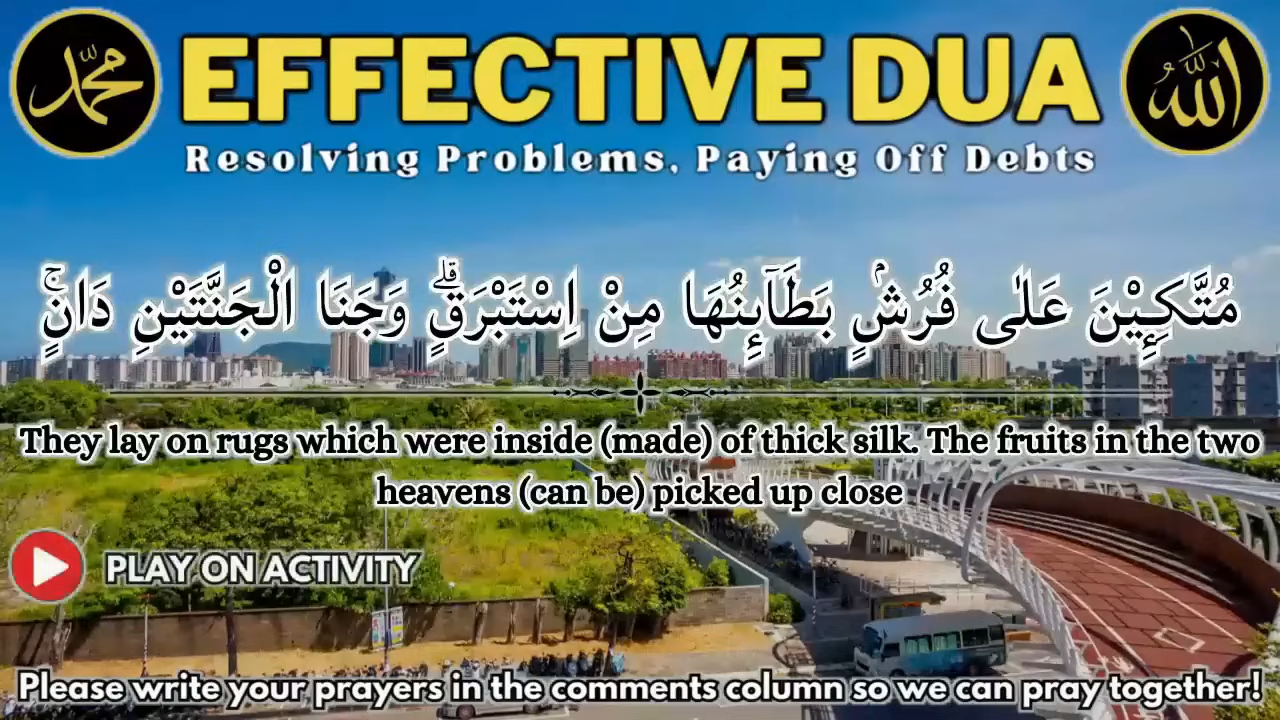 محمد
EFFECTIVE DUA
الله
Resolving Problems, Paying Off Debts
مُتَّكِـِٕيْنَ عَلٰى فُرُشٍۢ بَطَاۤىِٕنُهَا مِنْ اِسْتَبْرَقٍۗ وَجَنَا الْجَنَّتَيْنِ دَانٍۚ
They lay on rugs which were inside (made) of thick silk. The fruits in the two
heavens (can be) picked up close
PLAY ON ACTIVITY
Please write your prayers in the comments column so we can pray together!